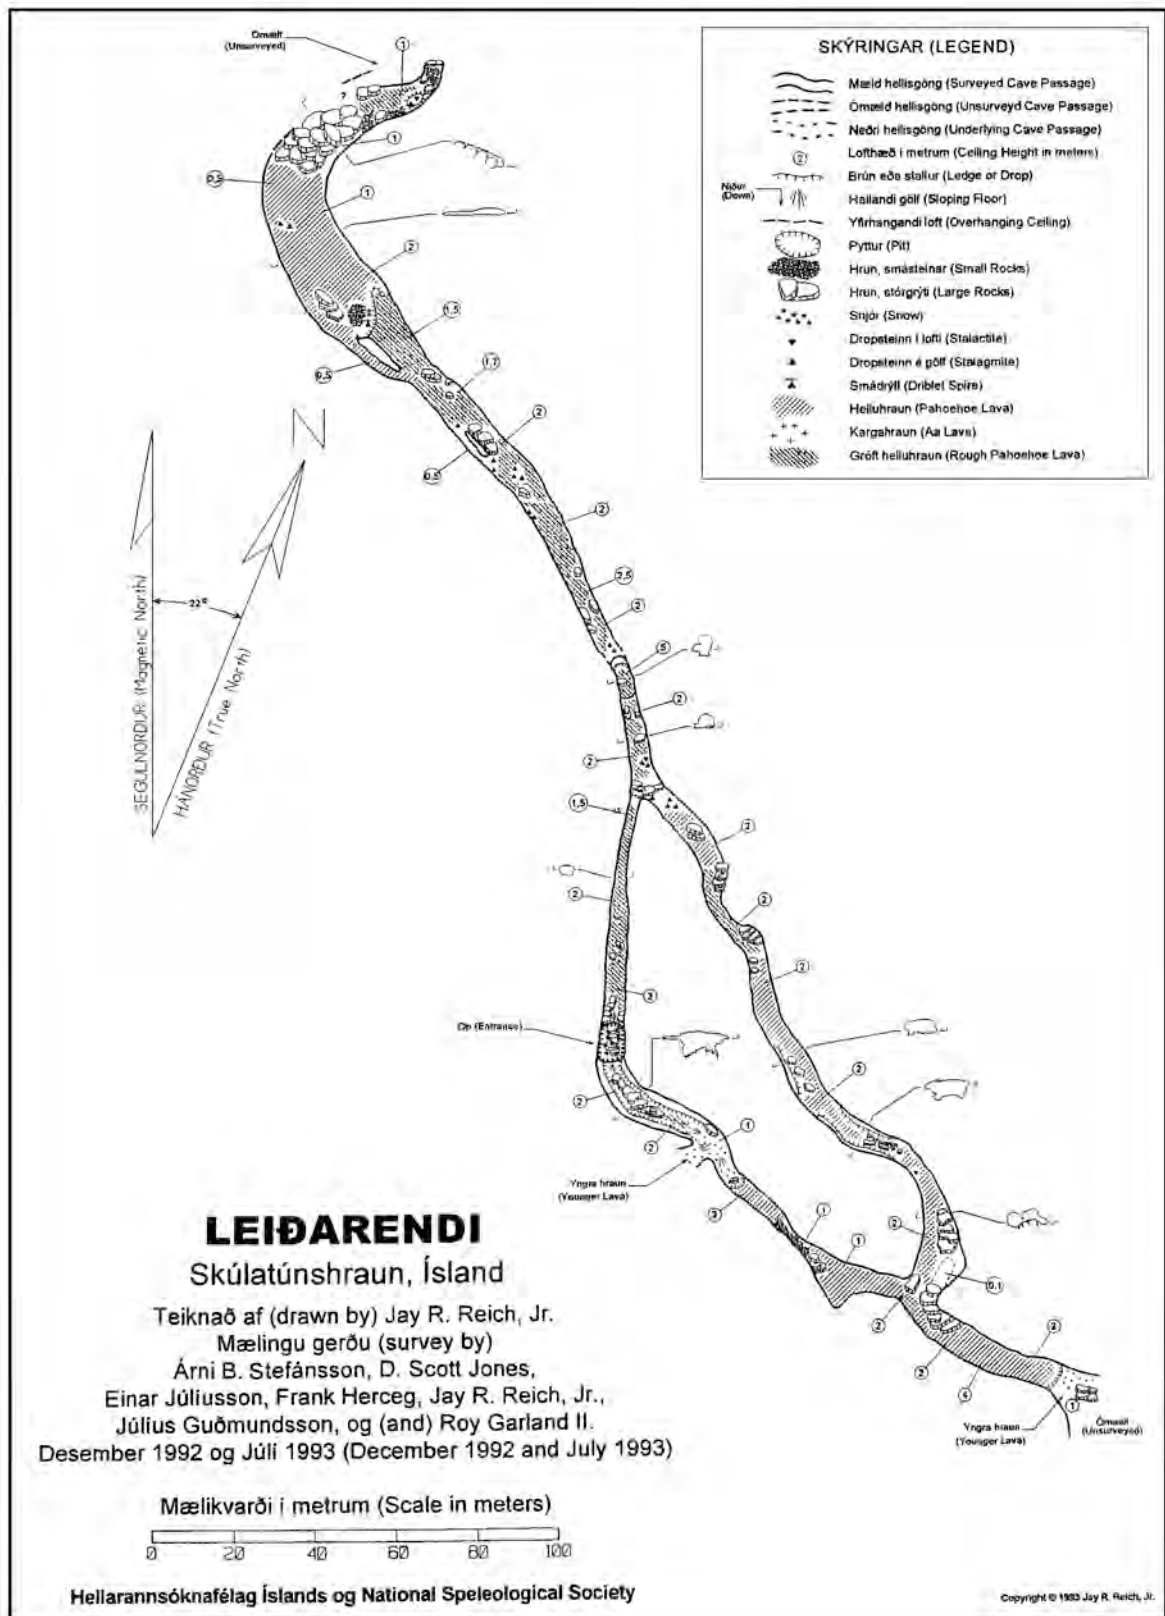 Ómælt
(Unsurveyed)
SKÝRINGAR (LEGEND)
Mæld hellisgöng (Surveyed Cave Passage)
Ómæld hellisgöng (Unsurveyd Cave Passage)
Neðri hellisgöng (Underlying Cave Passage)
Lofthæð í metrum (Ceiling Height in meters)
Brún eða stallur (Ledge or Drop)
Niður
(Down)
Hallandi gólf (Sloping Floor)
Yfirhangandi loft (Overhanging Ceiling)
Pyttur (Pit)
Hrun, smásteinar (Small Rocks)
Hrun, stórgrýti (Large Rocks)
Snjór (Snow)
Dropsteinn í lofti (Stalactite)
Dropsteinn á gólf (Stalagmite)
Smádrýli (Driblet Spire)
Helluhraun (Pahoehoe Lava)
Kargahraun (Aa Lava)
Gróft helluhraun (Rough Pahoehoe Lava)
N
SEGULNORÐUR (Magnetic North)
22°
HÁNORÐUR (True North)
Op (Entrance)
Yngra hraun
(Younger Lava)
Yngra hraun
(Younger Lava)
Ómælt
(Unsurveyed)
LEIÐARENDI
Skúlatúnshraun, Ísland
Teiknað af (drawn by) Jay R. Reich, Jr.
Mælingu gerðu (survey by)
Árni B. Stefánsson, D. Scott Jones,
Einar Júliusson, Frank Herceg, Jay R. Reich, Jr.,
Július Guðmundsson, og (and) Roy Garland II.
Desember 1992 og Júlí 1993 (December 1992 and July 1993)
Mælikvarði í metrum (Scale in meters)
0 20 40 60 80 100
Hellarannsóknafélag Íslands og National Speleological Society
Copyright © 1993 Jay R. Reich, Jr.